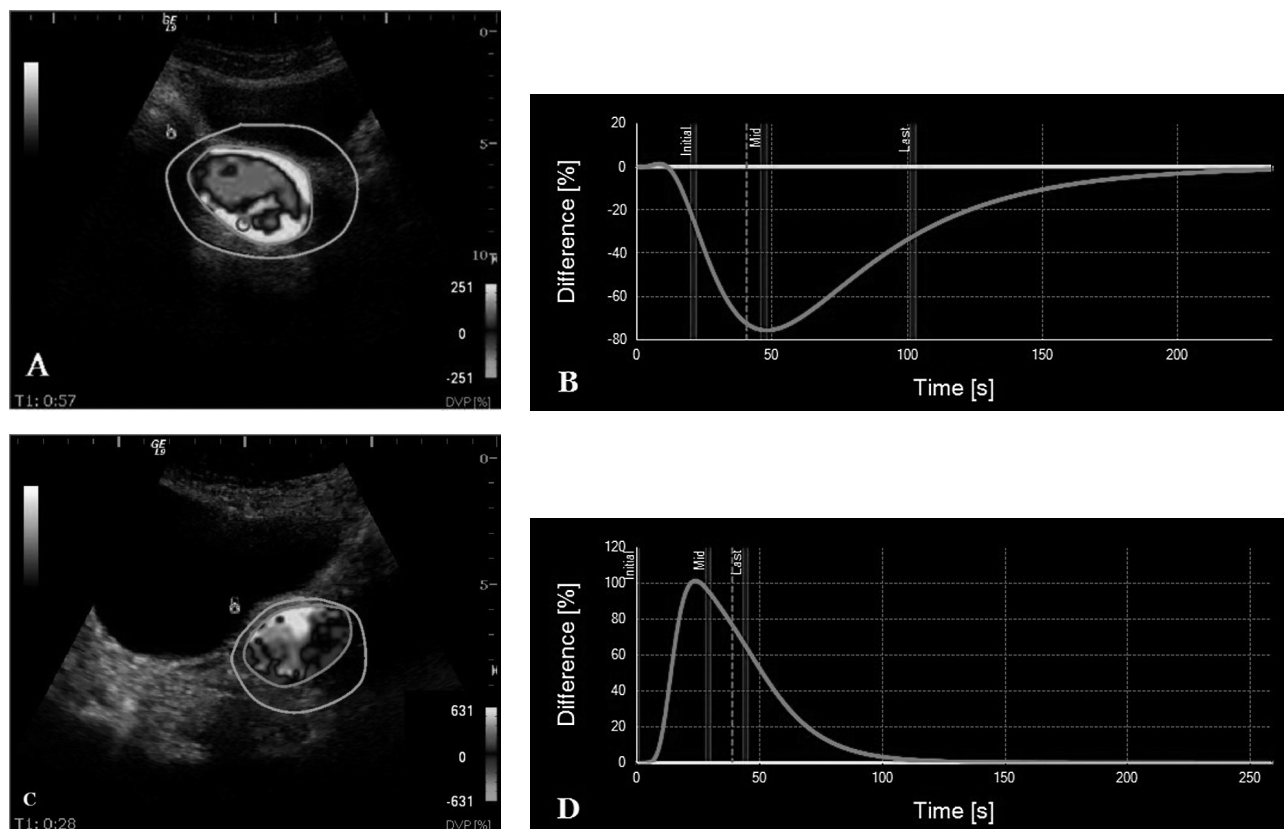 GE
L9
0
5
10
251
0
-251
A
T1: 0:57
DVP[%]
20
0
-20
-40
-60
-80
Difference [%]
Initial
Mid
Last
0
50
100
150
200
Time [s]
B
GE
L9
0
5
631
0
-631
C
T1: 0:28
DVP[%]
120
100
80
60
40
20
0
Difference [%]
Initial
Mid
Last
0
50
100
150
200
250
Time [s]
D